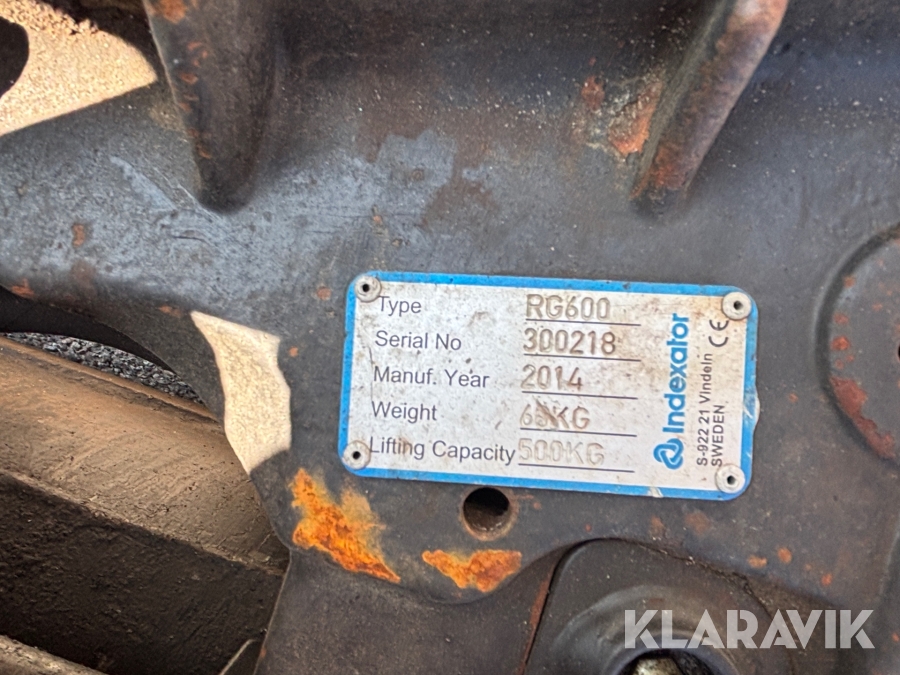 Type RG600
Serial No 300218
Manuf. Year 2014
Weight
Lifting Capacity 500KG
Indexator
S-922 21 Vindeln
SWEDEN
CE
KLARAVIK